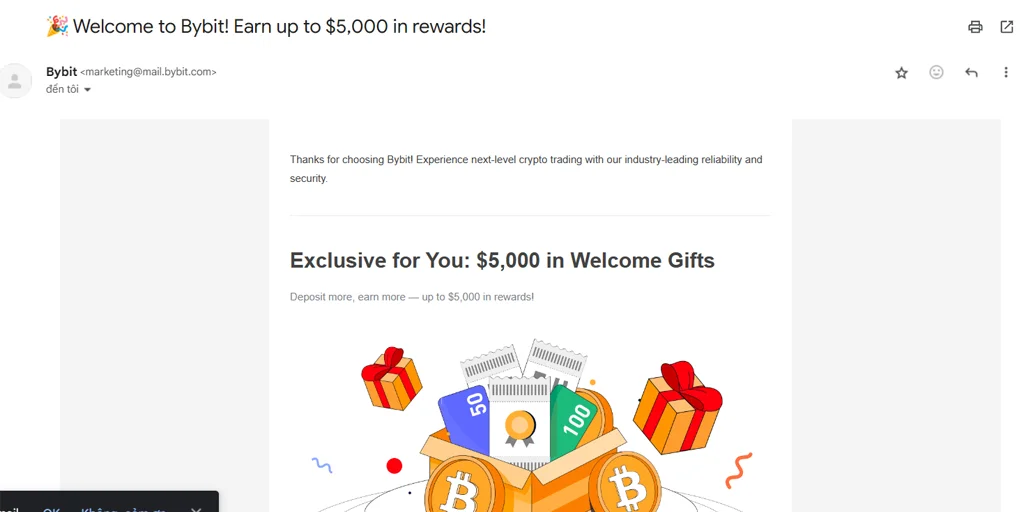 🎉 Welcome to Bybit! Earn up to $5,000 in rewards!
Bybit <marketing@mail.bybit.com>
đến tôi
Thanks for choosing Bybit! Experience next-level crypto trading with our industry-leading reliability and
security.
Exclusive for You: $5,000 in Welcome Gifts
Deposit more, earn more — up to $5,000 in rewards!
50
100
OK